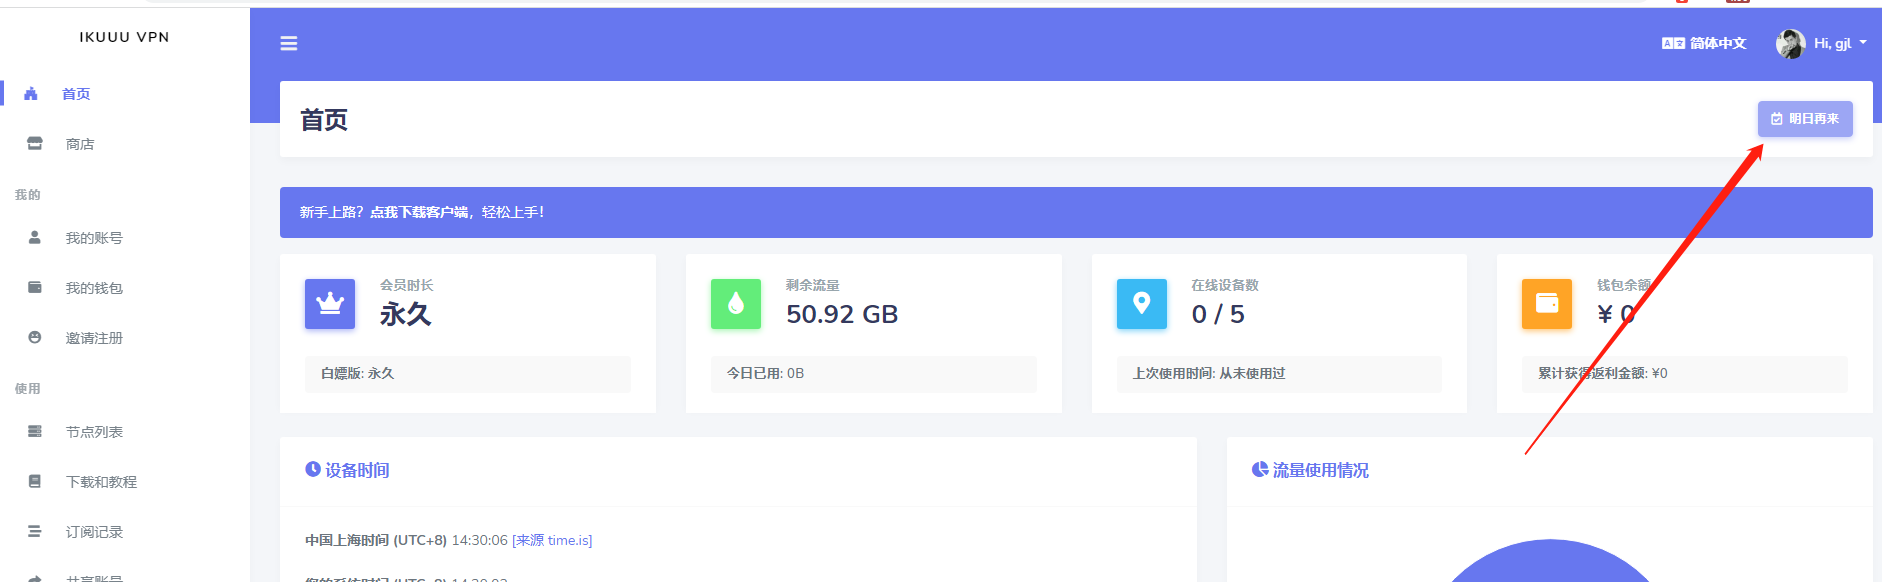 IKUUU VPN
简体中文
Hi, gjl
首页
商店
我的
我的账号
我的钱包
邀请注册
使用
节点列表
下载和教程
订阅记录
共享账号
首页
明日再来
新手上路？点我下载客户端，轻松上手！
会员时长
永久
白嫖版: 永久
剩余流量
50.92 GB
今日已用: 0B
在线设备数
0 / 5
上次使用时间: 从未使用过
钱包余额
¥ 0
累计获得返利金额: ¥0
设备时间
中国上海时间 (UTC+8) 14:30:06 [来源 time.is]
流量使用情况